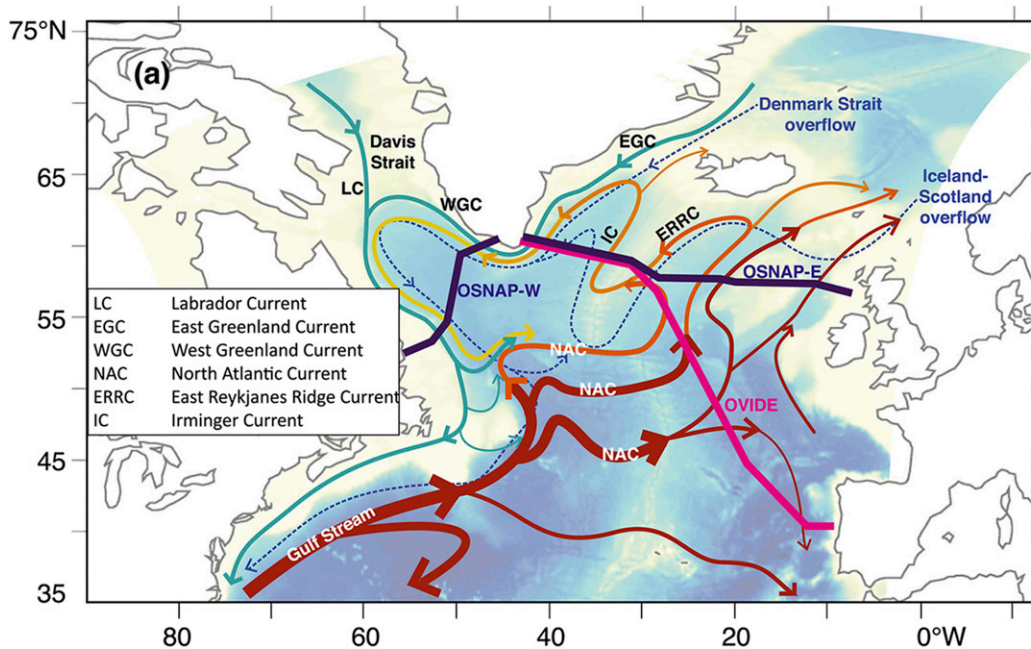 75°N
65
55
45
35
80
60
40
20
0°W
(a)
Davis
Strait
LC
WGC
EGC
Denmark Strait
overflow
Iceland-
Scotland
overflow
IC
ERRC
OSNAP-W
OSNAP-E
NAC
NAC
NAC
OVIDE
Gulf Stream
LC Labrador Current
EGC East Greenland Current
WGC West Greenland Current
NAC North Atlantic Current
ERRC East Reykjanes Ridge Current
IC Irminger Current